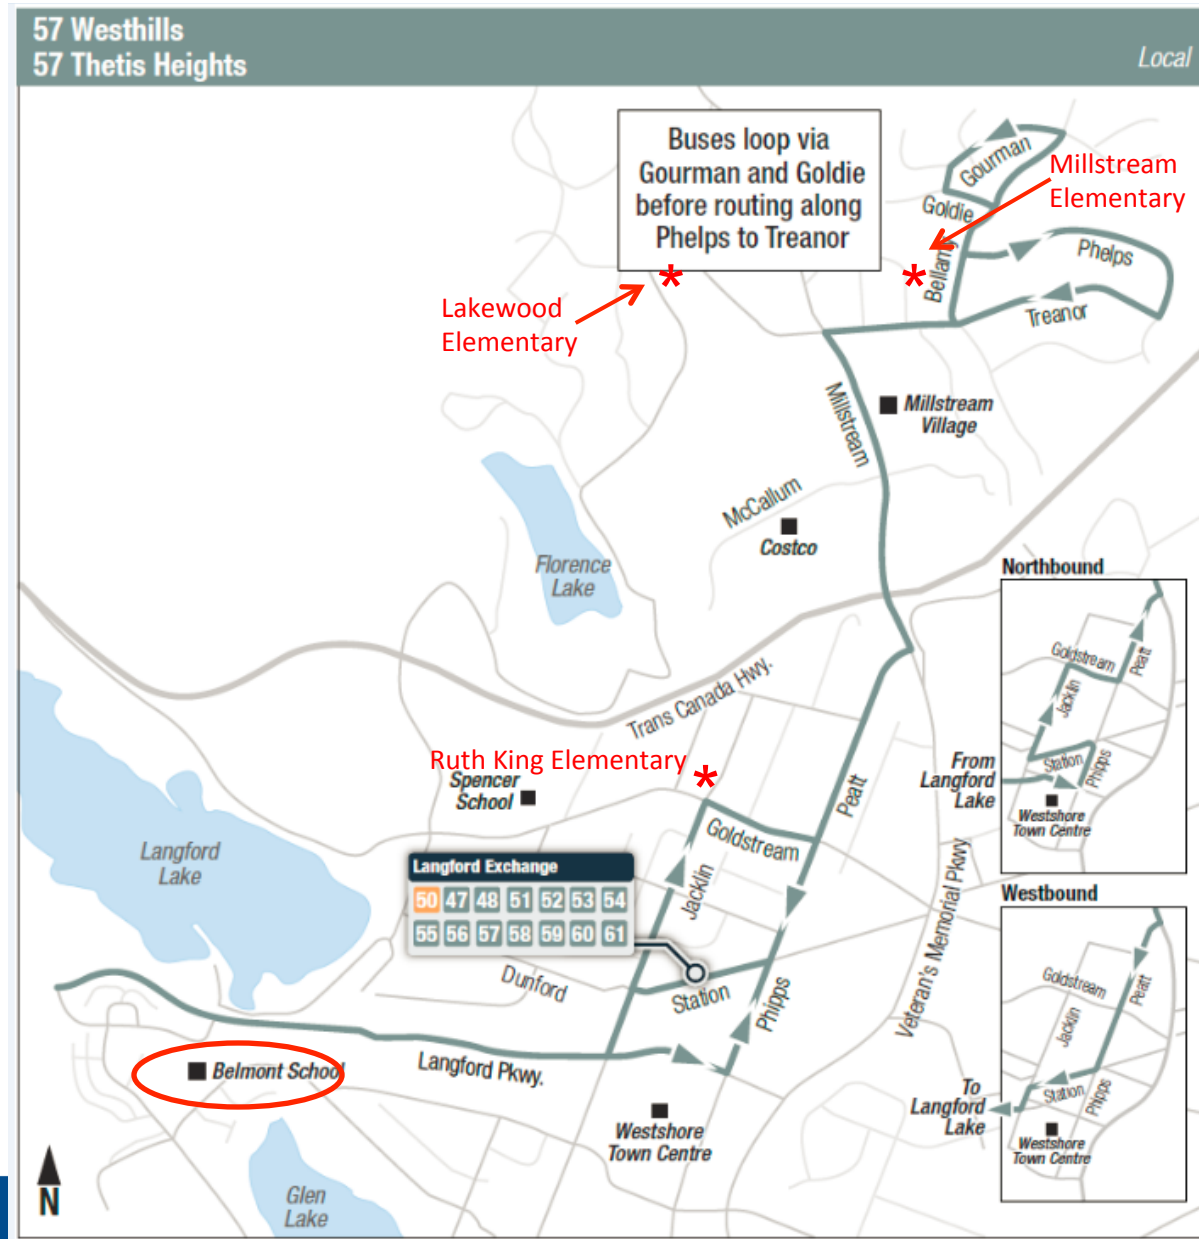 57 Westhills
57 Thetis Heights
Local
Buses loop via
Gourman and Goldie
before routing along
Phelps to Treanor
Gourman
Millstream
Elementary
Goldie
Bellamy
Phelps
Treanor
Lakewood
Elementary
*
*
Millstream
Millstream
Village
McCallum
Costco
Florence
Lake
Trans Canada Hwy.
Ruth King Elementary
*
Spencer
School
Peatt
Goldstream
Langford
Lake
Jacklin
Langford Exchange
50 47 48 51 52 53 54
55 56 57 58 59 60 61
Veteran's Memorial Pkwy
Dunford
Station
Phipps
Belmont School
Langford Pkwy.
Westshore
Town Centre
Glen
Lake
N
Northbound
Goldstream
Peatt
Jacklin
Station
Phipps
From
Langford
Lake
Westshore
Town Centre
Westbound
Goldstream
Peatt
Jacklin
Station
Phipps
To
Langford
Lake
Westshore
Town Centre